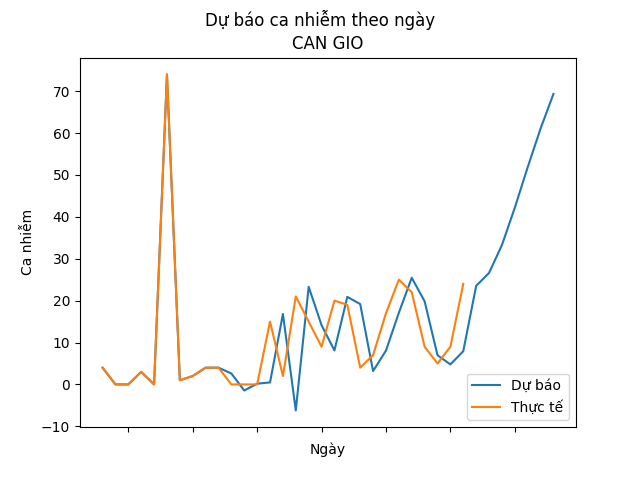 Dự báo ca nhiễm theo ngày
CAN GIO
70
60
50
40
30
20
10
0
−10
Ca nhiễm
Ngày
Dự báo
Thực tế